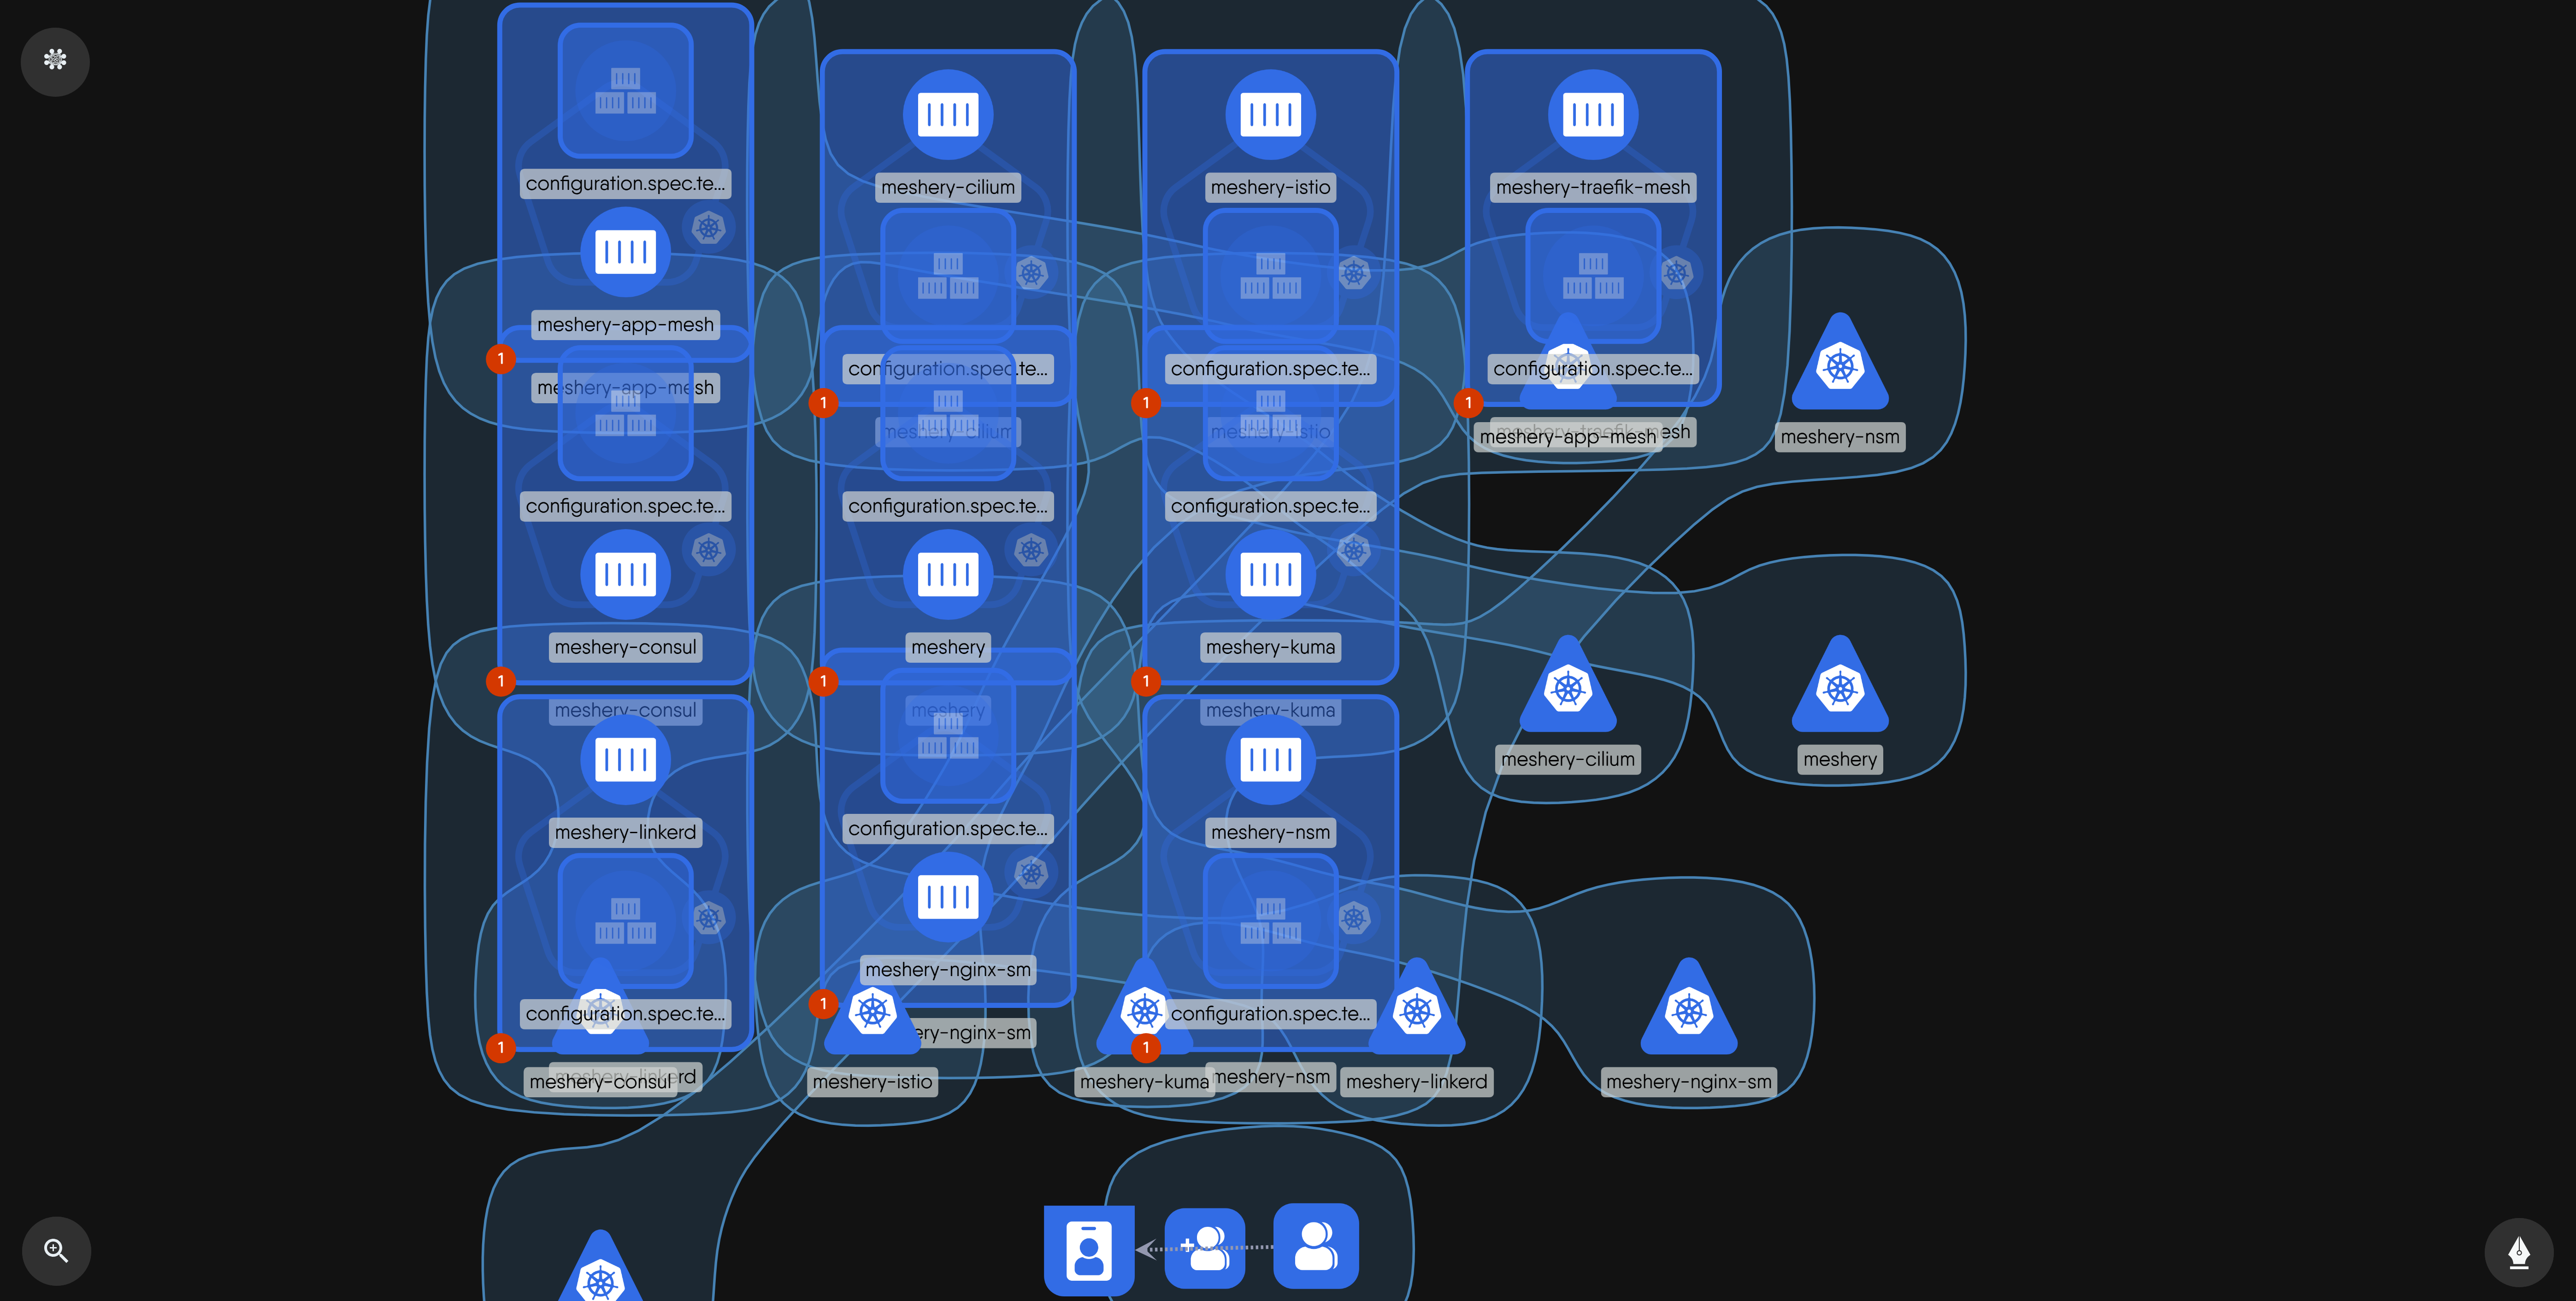 configuration.spec.te...
meshery-cilium
meshery-istio
meshery-traefik-mesh
meshery-app-mesh
1
meshery-app-mesh
configuration.spec.te...
configuration.spec.te...
configuration.spec.te...
1
1
1
meshery-cilium
meshery-istio
meshery-app-mesh
esh
meshery-nsm
configuration.spec.te...
configuration.spec.te...
configuration.spec.te...
meshery-consul
meshery
meshery-kuma
1
1
1
meshery-consul
meshery
meshery-kuma
meshery-cilium
meshery
meshery-linkerd
configuration.spec.te...
meshery-nsm
meshery-nginx-sm
1
configuration.spec.te...
configuration.spec.te...
ery-nginx-sm
1
1
meshery-consul
rd
meshery-istio
meshery-kuma
meshery-nsm
meshery-linkerd
meshery-nginx-sm